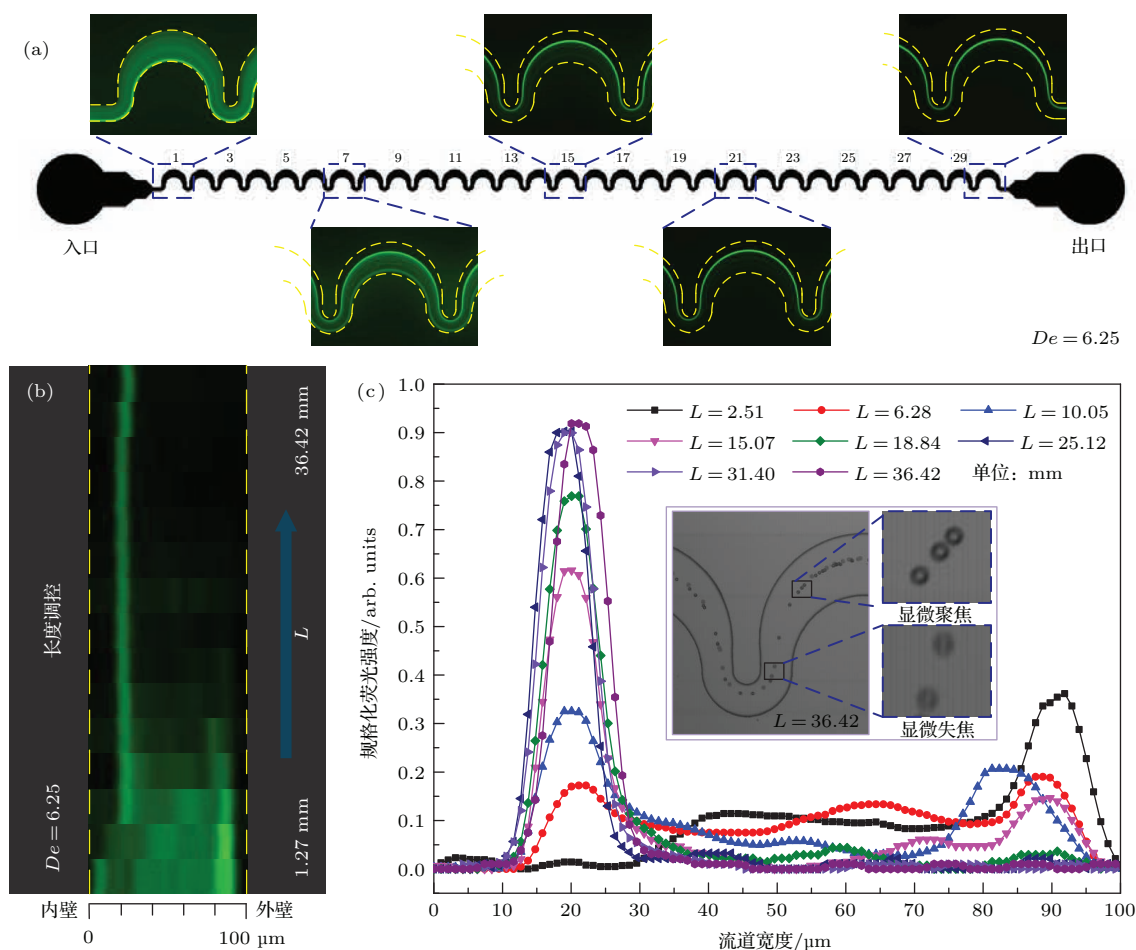 (a)
1 3 5 7 9 11 13 15 17 19 21 23 25 27 29
入口
出口
De = 6.25
(b)
36.42 mm
长度调控
L
De = 6.25
1.27 mm
内壁
外壁
0
100 µm
(c)
1.0
0.9
0.8
0.7
0.6
0.5
0.4
0.3
0.2
0.1
0.0
规格化荧光强度/arb. units
L = 2.51
L = 6.28
L = 10.05
L = 15.07
L = 18.84
L = 25.12
L = 31.40
L = 36.42
单位：mm
显微聚焦
显微失焦
L = 36.42
0 10 20 30 40 50 60 70 80 90 100
流道宽度/µm